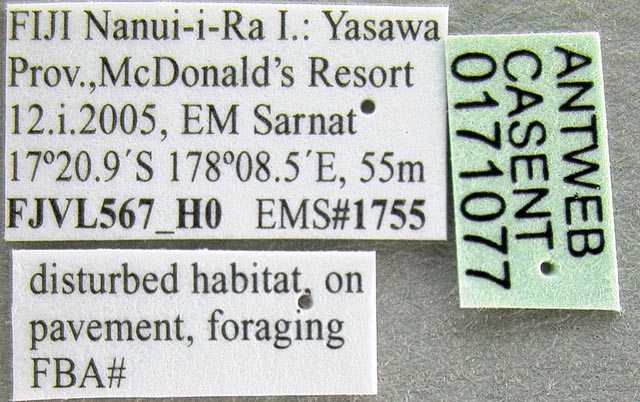 FIJI Nanui-i-Ra I.: Yasawa
Prov.,McDonald's Resort
12.i.2005, EM Sarnat
17º20.9´S 178º08.5´E, 55m
FJVL567_H0 EMS#1755
disturbed habitat, on
pavement, foraging
FBA#
ANTWEB
CASENT
0171077